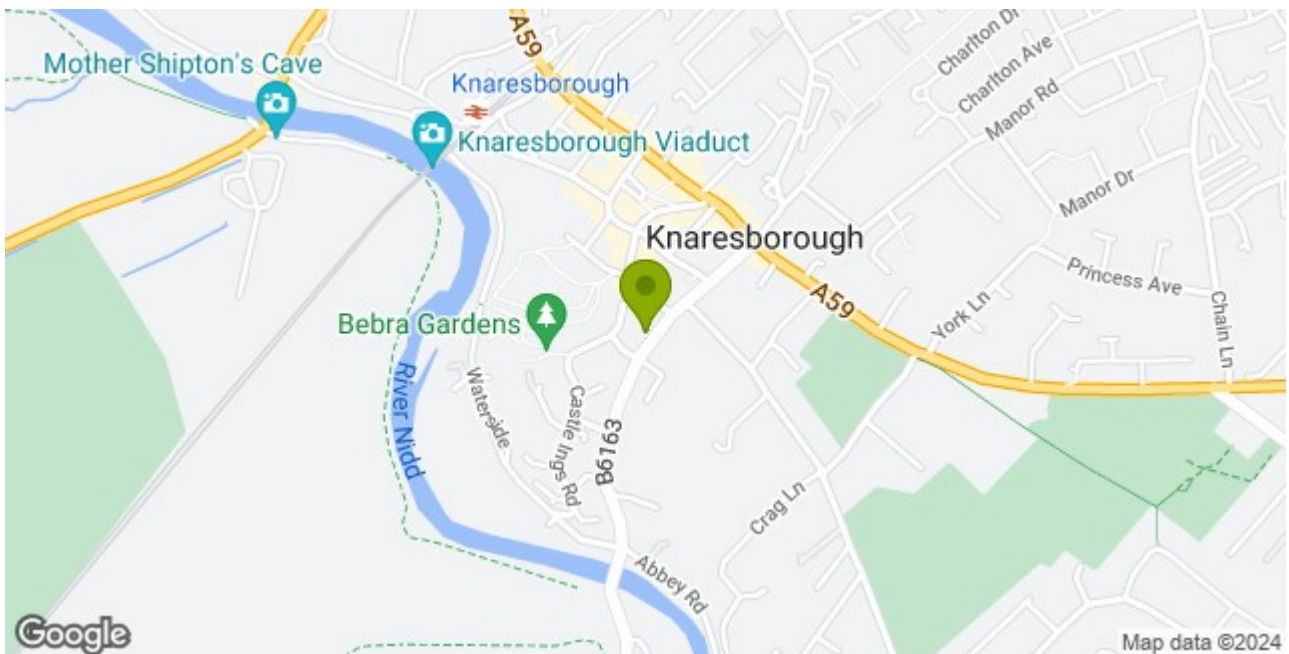 A59
Charlton Dr
Mother Shipton's Cave
Charlton Ave
Knaresborough
Manor Rd
Knaresborough Viaduct
Manor Dr
Knaresborough
Princess Ave
A59
York Ln
Chain Ln
Bebra Gardens
River Nidd
Waterside
Castle Ings Rd
B6163
Crag Ln
Abbey Rd
Google
Map data ©2024